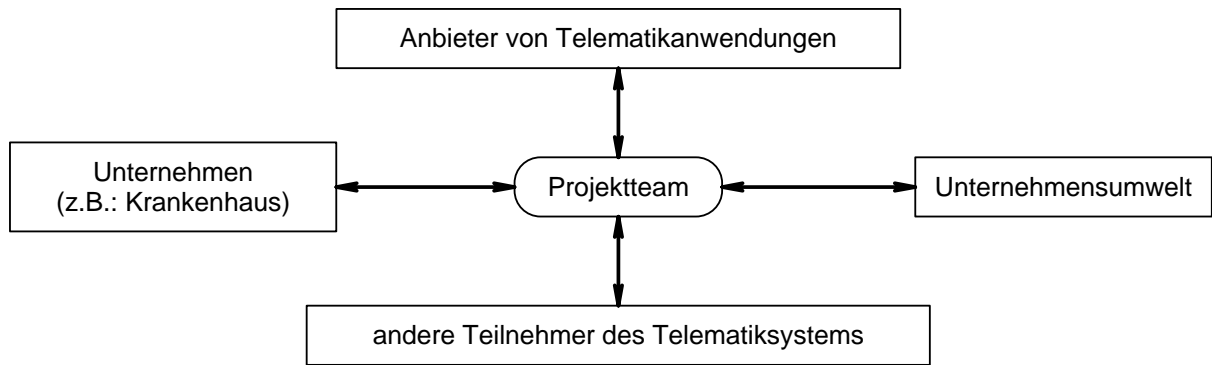 Anbieter von Telematikanwendungen
Unternehmen
(z.B.: Krankenhaus)
Projektteam
Unternehmensumwelt
andere Teilnehmer des Telematiksystems